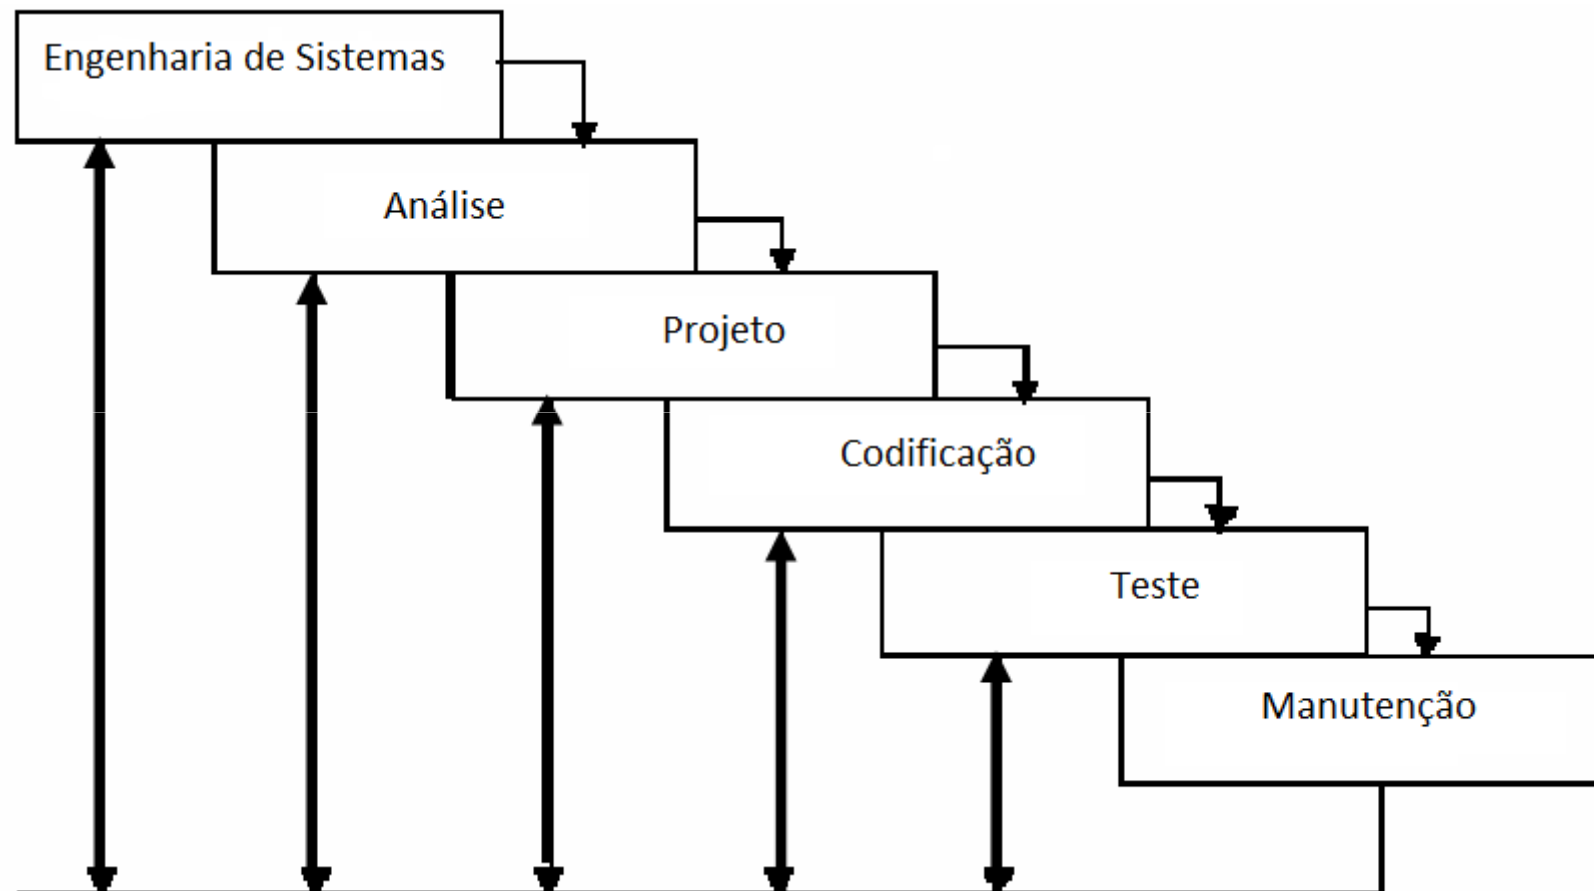 Engenharia de Sistemas
Análise
Projeto
Codificação
Teste
Manutenção